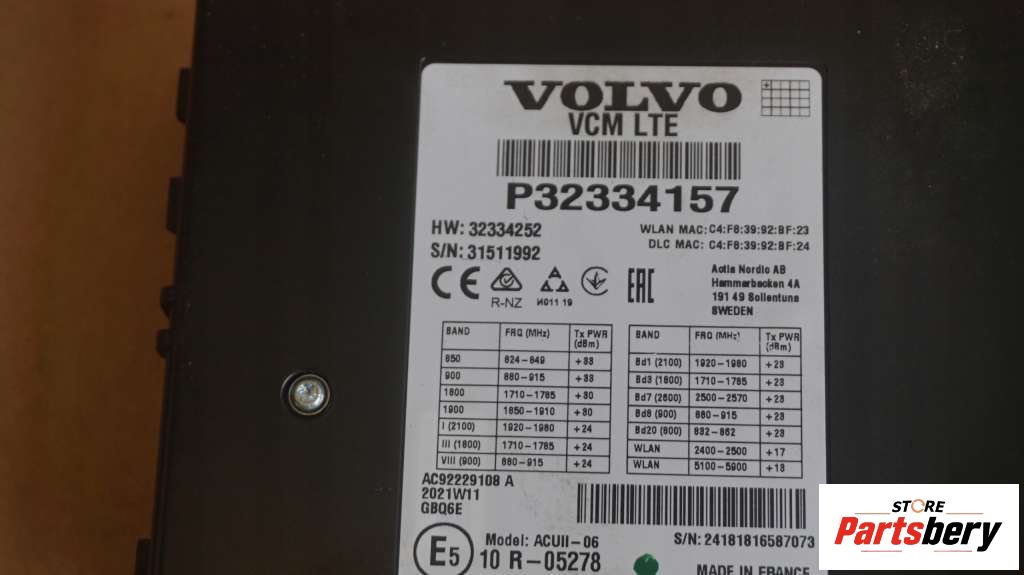 VOLVO
VCM LTE
P32334157
HW: 32334252
S/N: 31511992
WLAN MAC: C4:F8:39:92:BF:23
DLC MAC: C4:F8:39:92:BF:24
CE
R-NZ
И011 19
EAC
Actia Nordic AB
Hammarbacken 4A
191 49 Sollentuna
SWEDEN
BAND FRQ (MHz) Tx PWR (dBm)
850 824-849 +33
900 880-915 +33
1800 1710-1785 +30
1900 1850-1910 +30
I (2100) 1920-1980 +24
III (1800) 1710-1785 +24
VIII (900) 880-915 +24
BAND FRQ (MHz) Tx PWR (dBm)
Bd1 (2100) 1920-1980 +23
Bd3 (1800) 1710-1785 +23
Bd7 (2600) 2500-2570 +23
Bd8 (900) 880-915 +23
Bd20 (800) 832-862 +23
WLAN 2400-2500 +17
WLAN 5100-5900 +13
AC92229108 A
2021W11
GBQ6E
S/N: 24181816587073
E5
Model: ACUII-06
10 R-05278
MADE IN FRANCE
STORE
Partsbery